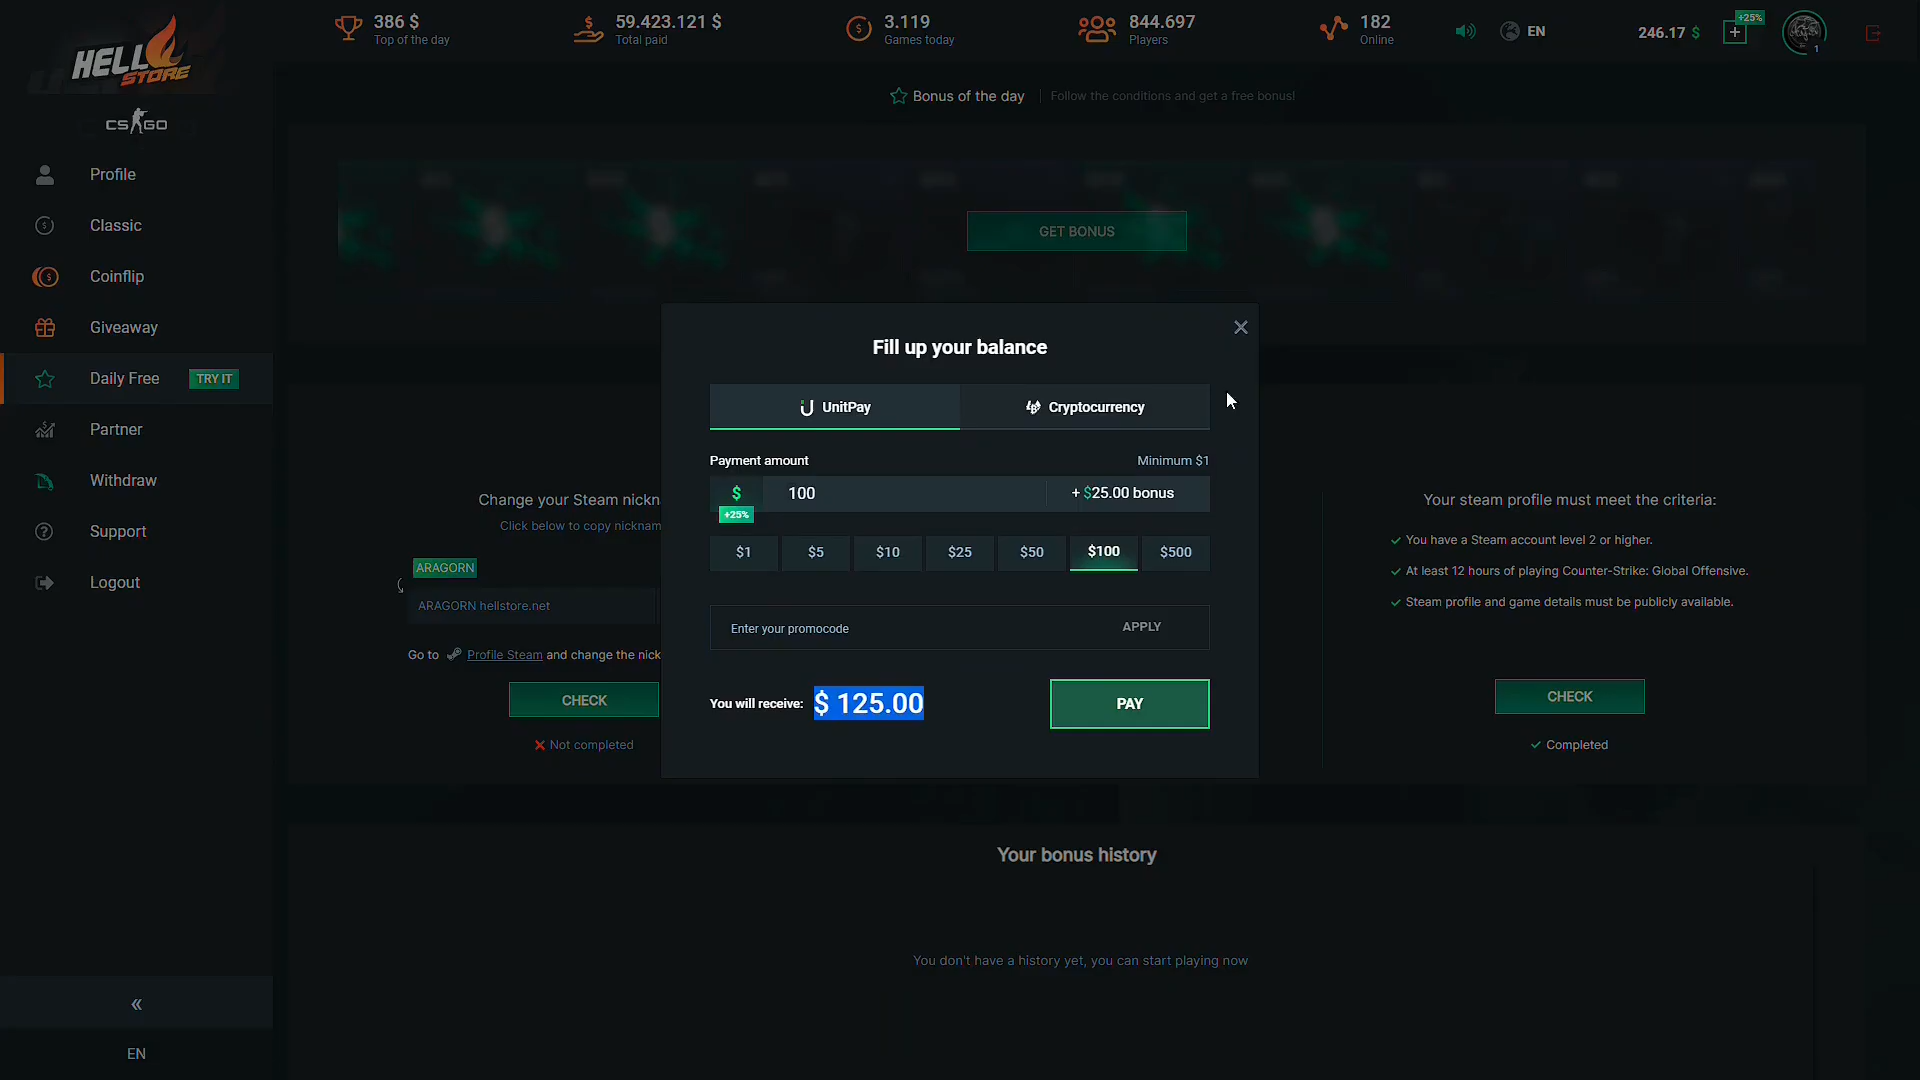 HELL STORE
CS GO
386 $
Top of the day
59.423.121 $
Total paid
3.119
Games today
844.697
Players
182
Online
EN
246.17 $
+25%
1
Bonus of the day
Follow the conditions and get a free bonus!
Profile
Classic
Coinflip
Giveaway
Daily Free
TRY IT
Partner
Withdraw
Support
Logout
«
EN
GET BONUS
Fill up your balance
UnitPay
Cryptocurrency
Payment amount
Minimum $1
$
100
+ $25.00 bonus
+25%
$1
$5
$10
$25
$50
$100
$500
Enter your promocode
APPLY
You will receive: $ 125.00
PAY
Change your Steam
Click below to copy
ARAGORN
ARAGORN hellstore.net
Go to Profile Steam and change the
CHECK
Not completed
Your steam profile must meet the criteria:
You have a Steam account level 2 or higher.
At least 12 hours of playing Counter-Strike: Global Offensive.
Steam profile and game details must be publicly available.
CHECK
Completed
Your bonus history
You don't have a history yet, you can start playing now